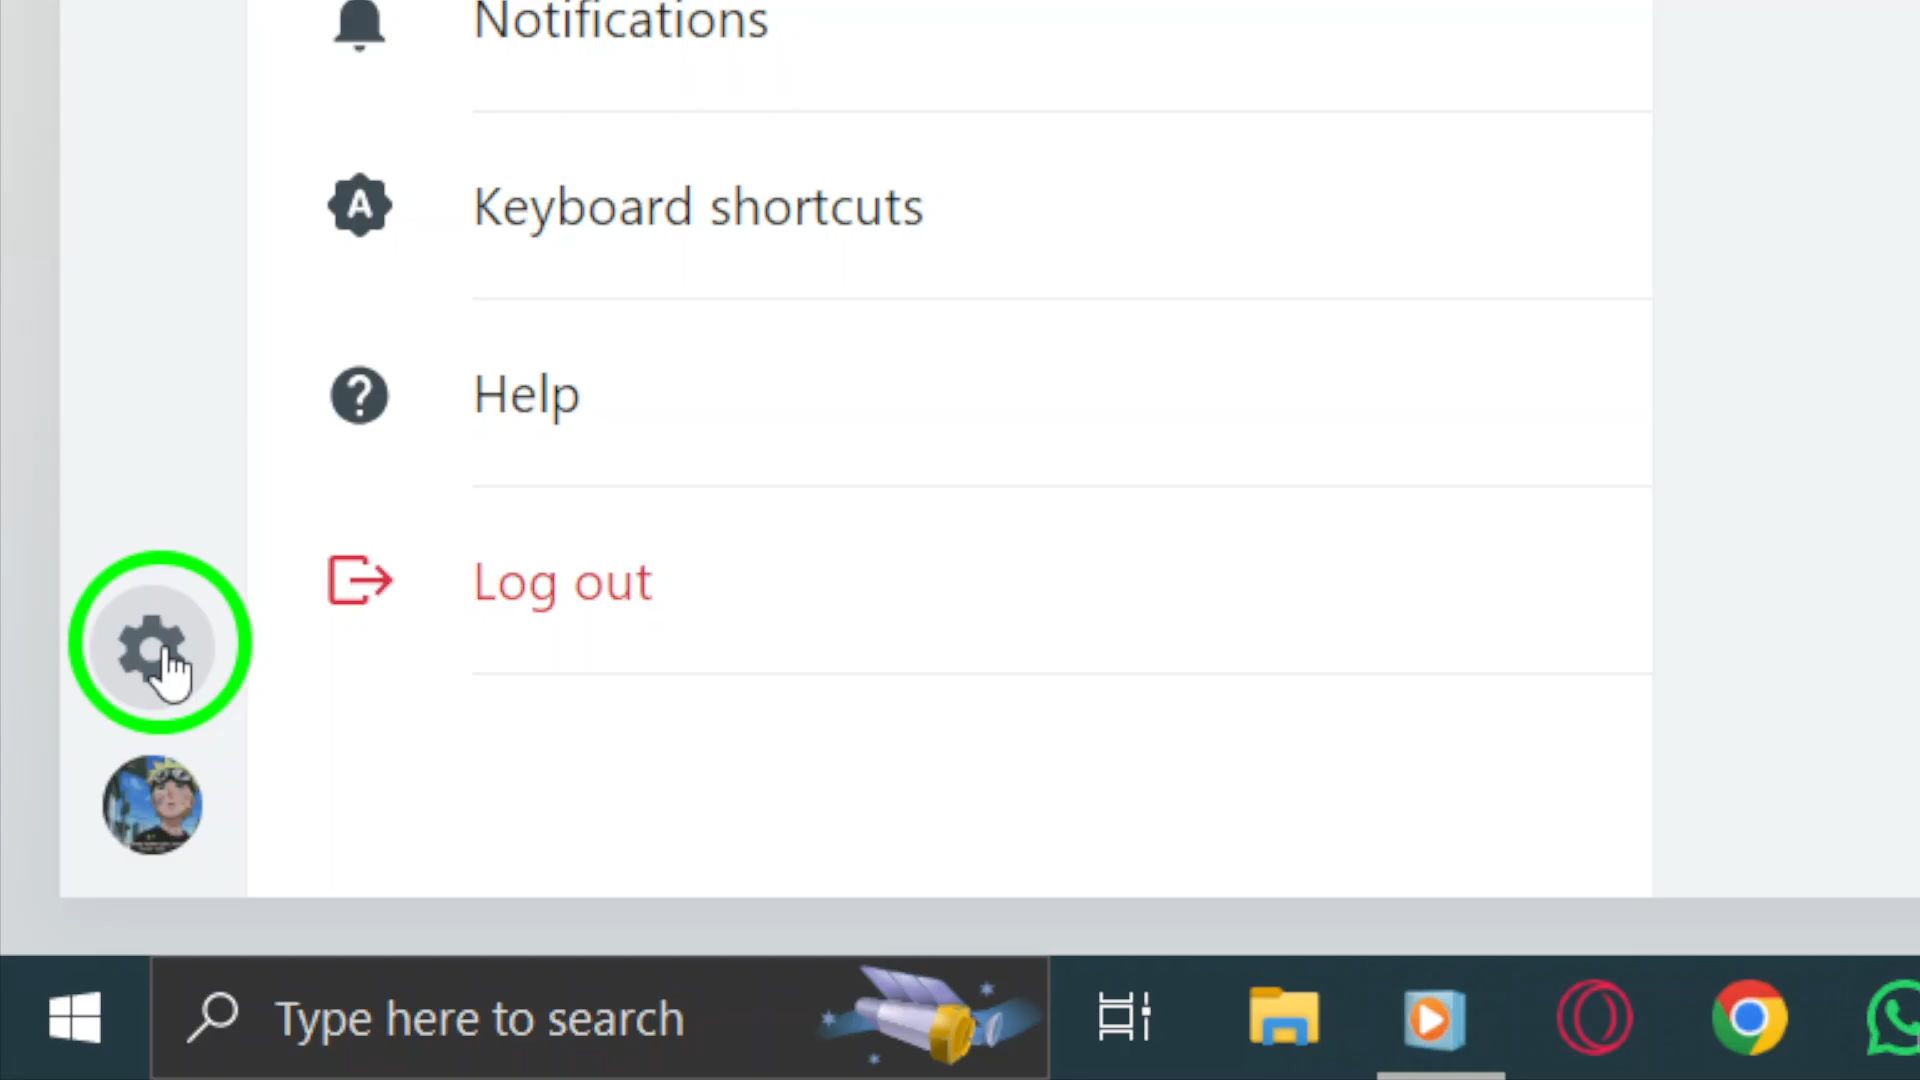 Notifications
Keyboard shortcuts
Help
Log out
Type here to search